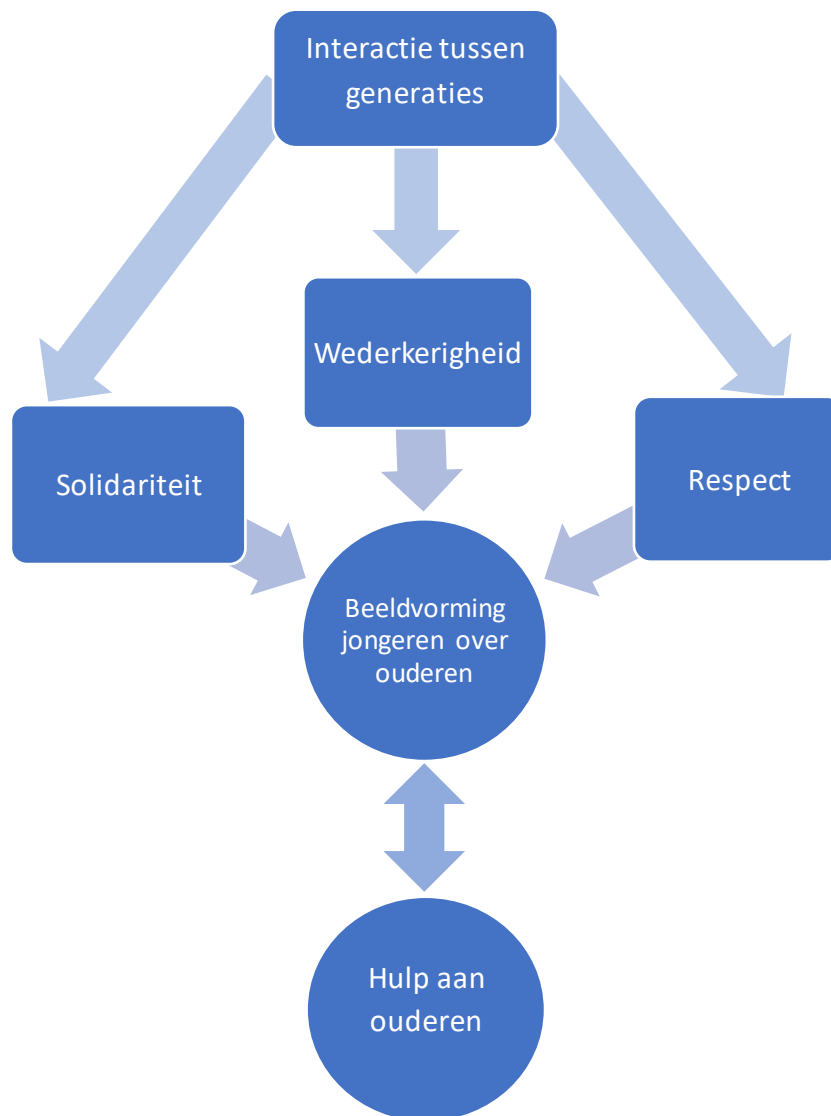 Interactie tussen
generaties
Wederkerigheid
Solidariteit
Respect
Beeldvorming
jongeren over
ouderen
Hulp aan
ouderen